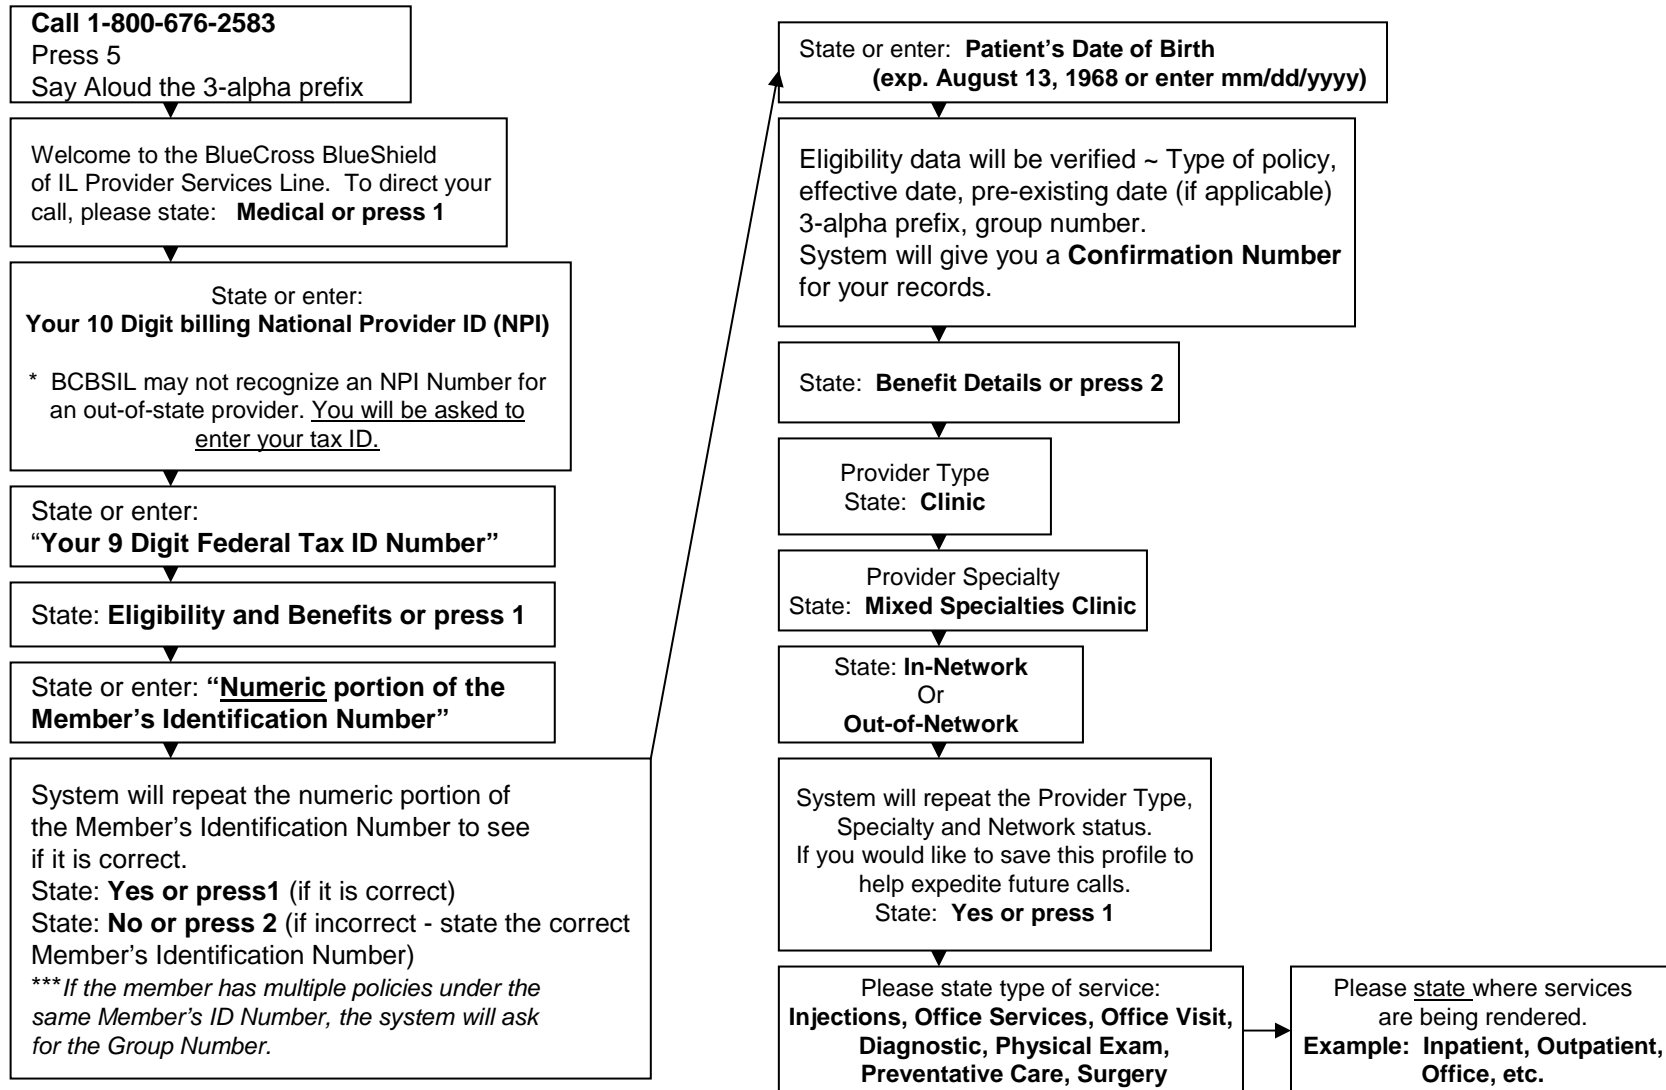 Call 1-800-676-2583
Press 5
Say Aloud the 3-alpha prefix
Welcome to the BlueCross BlueShield
of IL Provider Services Line. To direct your
call, please state: Medical or press 1
State or enter:
Your 10 Digit billing National Provider ID (NPI)
* BCBSIL may not recognize an NPI Number for
an out-of-state provider. You will be asked to
enter your tax ID.
State or enter:
“Your 9 Digit Federal Tax ID Number”
State: Eligibility and Benefits or press 1
State or enter: “Numeric portion of the
Member’s Identification Number”
System will repeat the numeric portion of
the Member’s Identification Number to see
if it is correct.
State: Yes or press1 (if it is correct)
State: No or press 2 (if incorrect - state the correct
Member’s Identification Number)
***If the member has multiple policies under the
same Member’s ID Number, the system will ask
for the Group Number.
State or enter: Patient’s Date of Birth
(exp. August 13, 1968 or enter mm/dd/yyyy)
Eligibility data will be verified ~ Type of policy,
effective date, pre-existing date (if applicable)
3-alpha prefix, group number.
System will give you a Confirmation Number
for your records.
State: Benefit Details or press 2
Provider Type
State: Clinic
Provider Specialty
State: Mixed Specialties Clinic
State: In-Network
Or
Out-of-Network
System will repeat the Provider Type,
Specialty and Network status.
If you would like to save this profile to
help expedite future calls.
State: Yes or press 1
Please state type of service:
Injections, Office Services, Office Visit,
Diagnostic, Physical Exam,
Preventative Care, Surgery
Please state where services
are being rendered.
Example: Inpatient, Outpatient,
Office, etc.